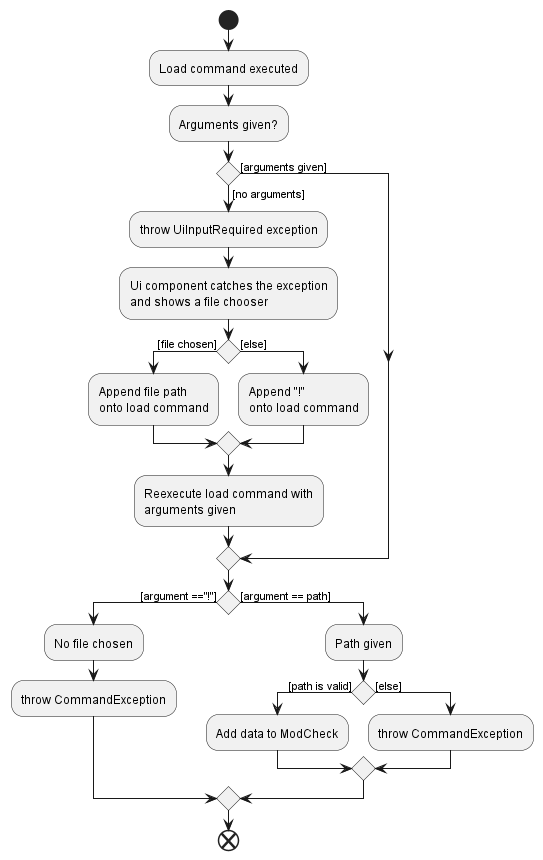 Load command executed
Arguments given?
[arguments given]
[no arguments]
throw UiInputRequired exception
Ui component catches the exception
and shows a file chooser
[file chosen]
[else]
Append file path
onto load command
Append "!"
onto load command
Reexecute load command with
arguments given
[argument =="!"]
[argument == path]
No file chosen
throw CommandException
Path given
[path is valid]
[else]
Add data to ModCheck
throw CommandException